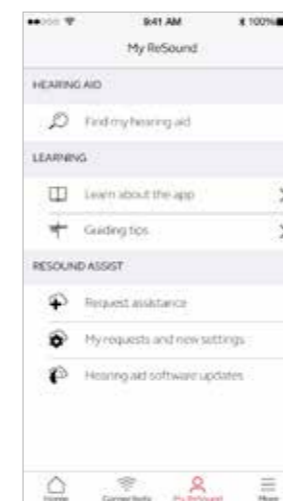 9:41 AM 100%
My ReSound
HEARING AID
Find my hearing aid
LEARNING
Learn about the app
Guiding tips
RESOUND ASSIST
Request assistance
My requests and new settings
Hearing aid software updates
Home Connectivity My ReSound More